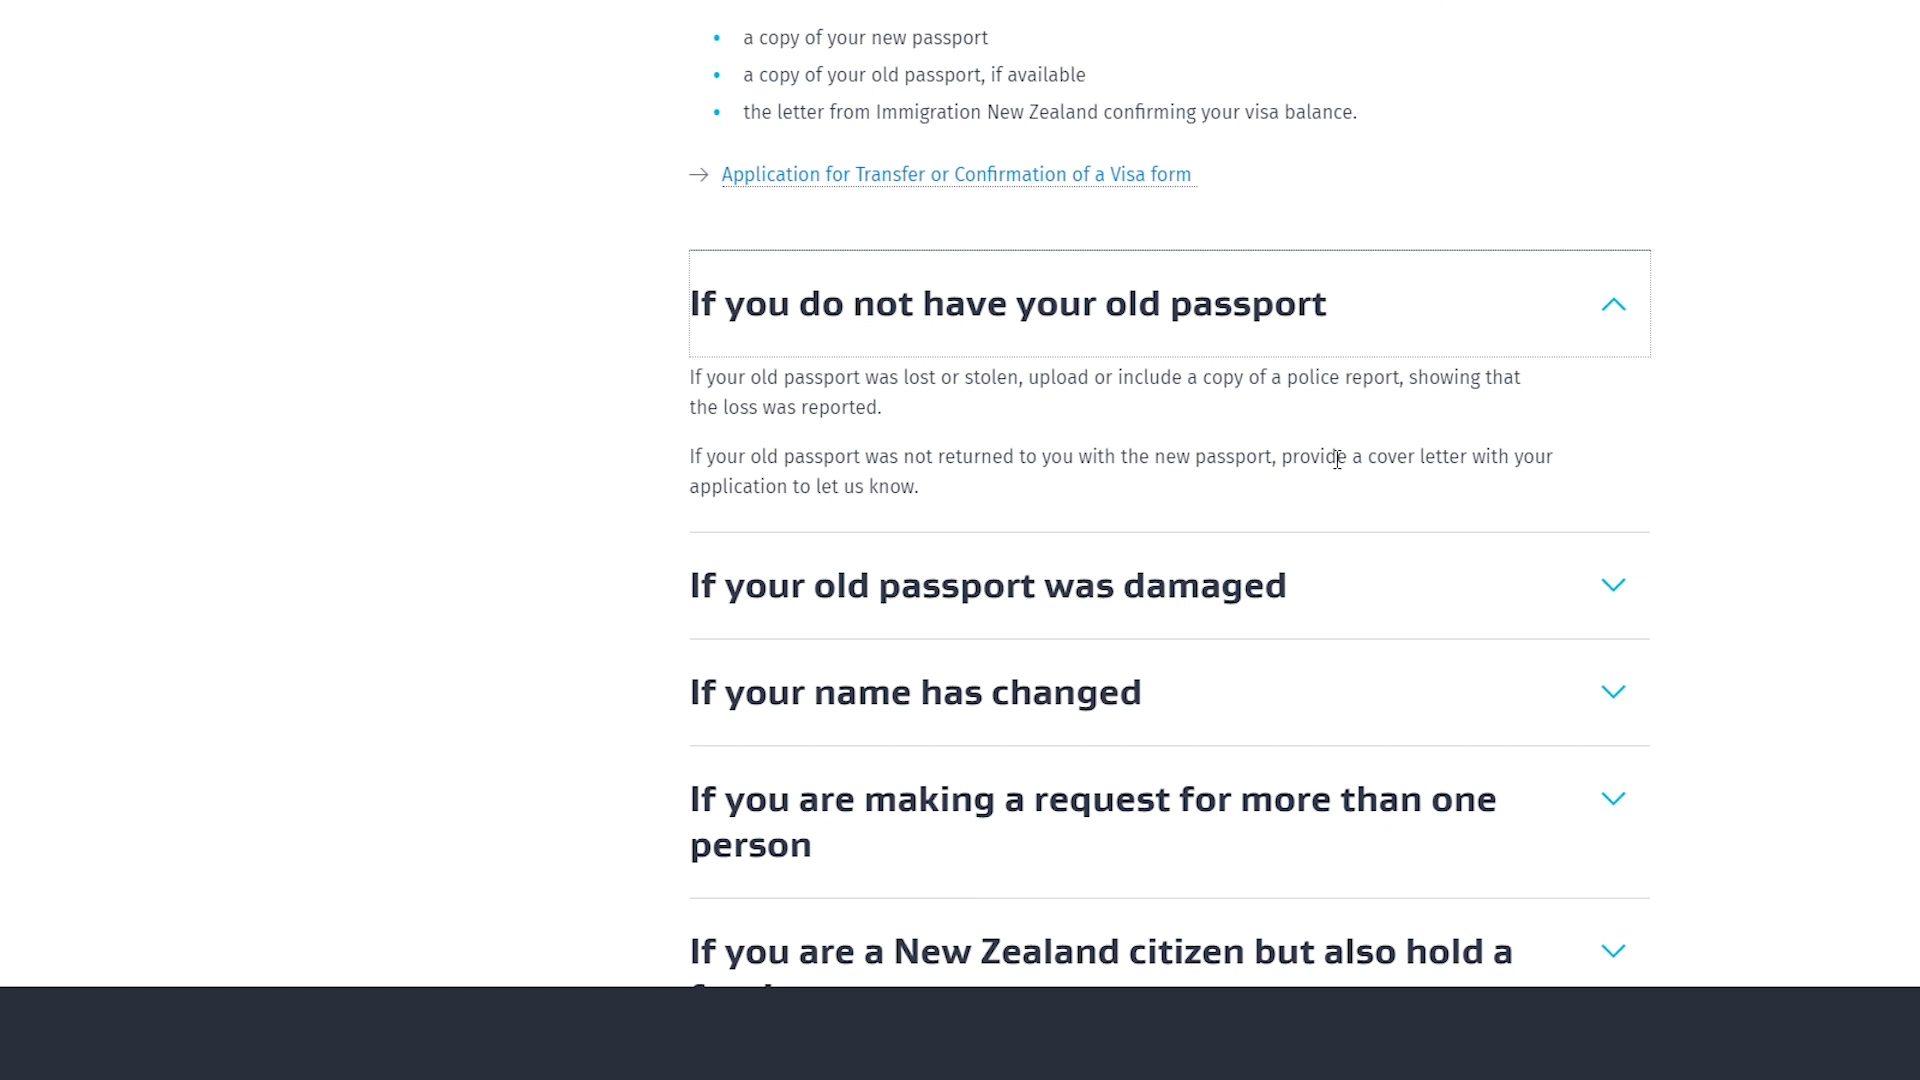 a copy of your new passport
a copy of your old passport, if available
the letter from Immigration New Zealand confirming your visa balance.
Application for Transfer or Confirmation of a Visa form
If you do not have your old passport
If your old passport was lost or stolen, upload or include a copy of a police report, showing that
the loss was reported.
If your old passport was not returned to you with the new passport, provide a cover letter with your
application to let us know.
If your old passport was damaged
If your name has changed
If you are making a request for more than one
person
If you are a New Zealand citizen but also hold a